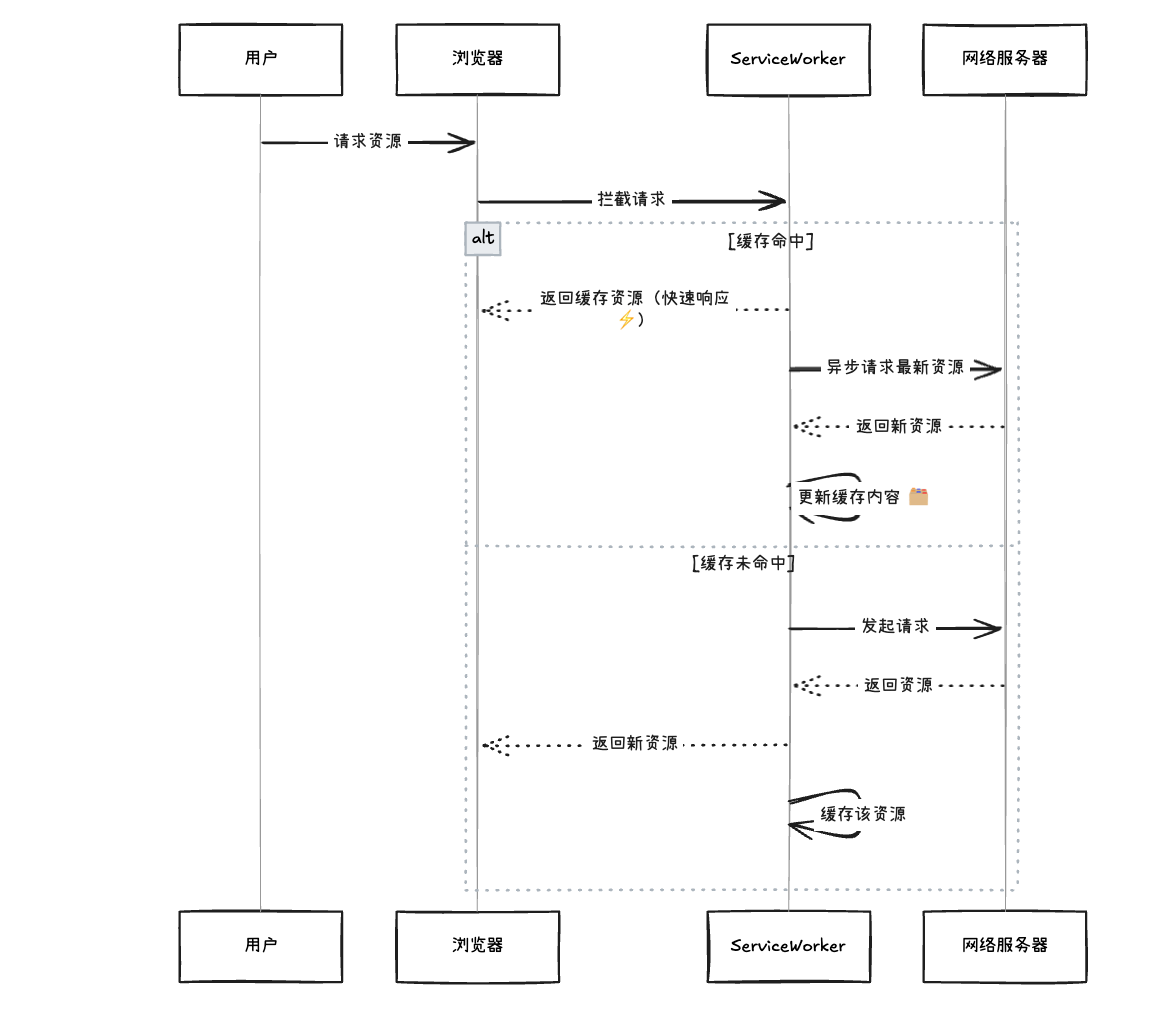 用户
浏览器
ServiceWorker
网络服务器
请求资源
拦截请求
alt
[缓存命中]
返回缓存资源（快速响应
⚡）
异步请求最新资源
返回新资源
更新缓存内容 🗂️
[缓存未命中]
发起请求
返回资源
返回新资源
缓存该资源
用户
浏览器
ServiceWorker
网络服务器